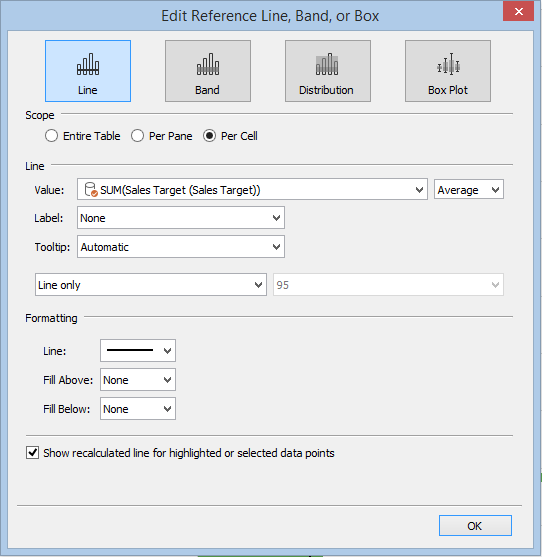 Edit Reference Line, Band, or Box
Line Band Distribution Box Plot
Scope
Entire Table Per Pane Per Cell
Line
Value: SUM(Sales Target (Sales Target)) Average
Label: None
Tooltip: Automatic
Line only 95
Formatting
Line:
Fill Above: None
Fill Below: None
Show recalculated line for highlighted or selected data points
OK